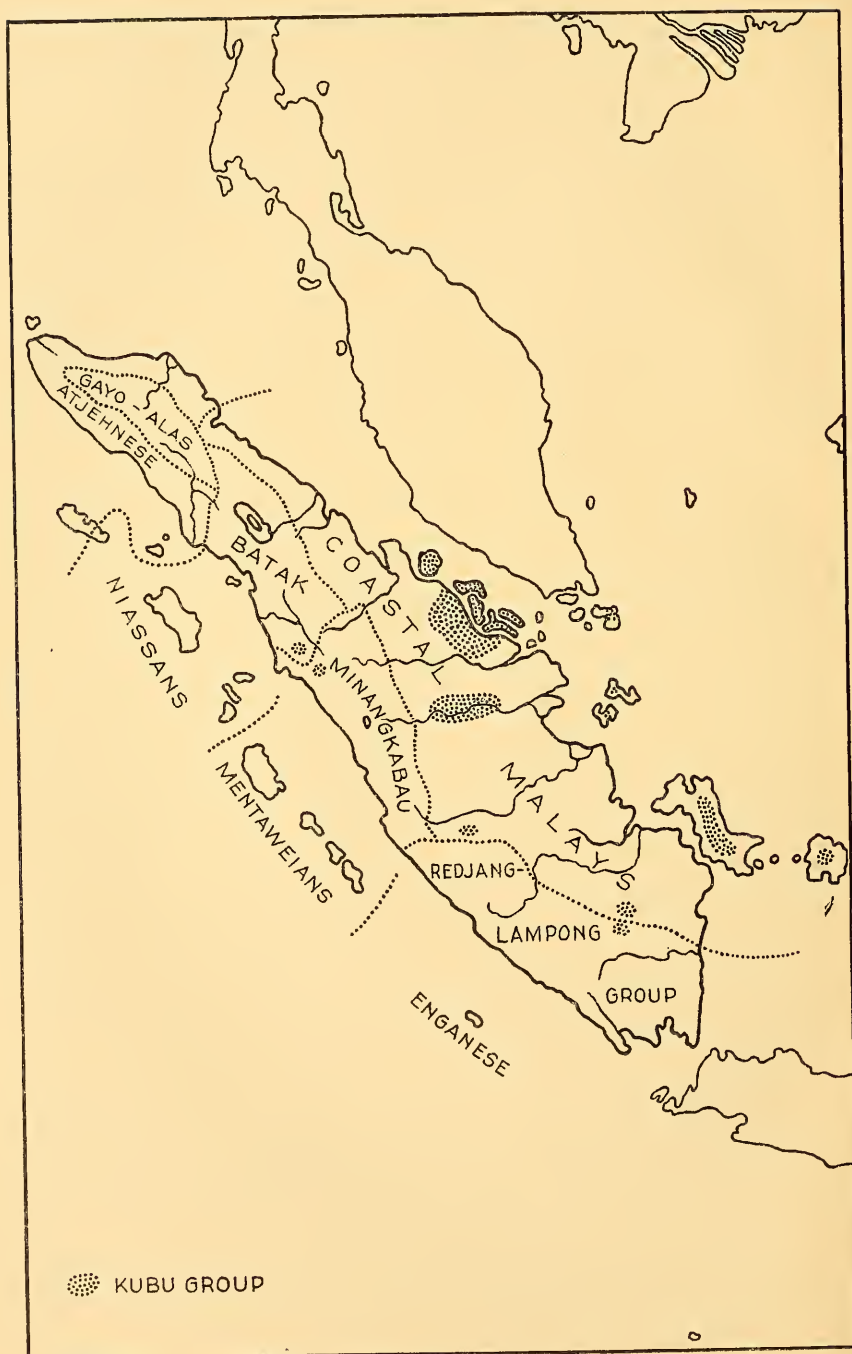 GAYO - ALAS
ATJEHNESE
BATAK
COASTAL
NIASSANS
MINANGKABAU
MENTAWEIANS
MALAYS
REDJANG-
LAMPONG
GROUP
ENGANESE
KUBU GROUP